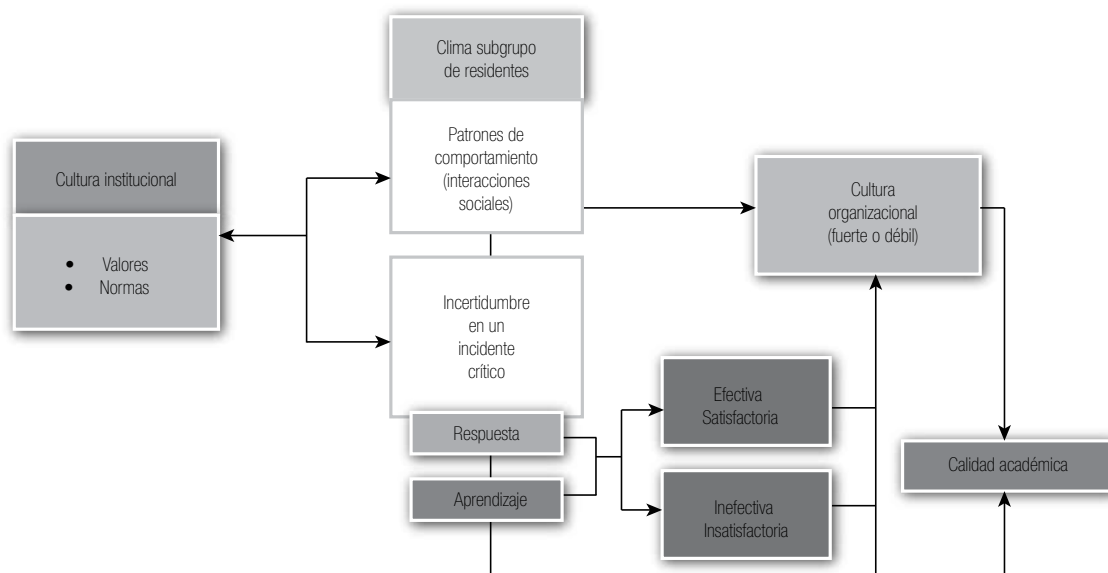 Clima subgrupo
de residentes
Patrones de
comportamiento
(interacciones
sociales)
Cultura institucional
• Valores
• Normas
Cultura
organizacional
(fuerte o débil)
Incertidumbre
en un
incidente
crítico
Efectiva
Satisfactoria
Respuesta
Aprendizaje
Inefectiva
Insatisfactoria
Calidad académica